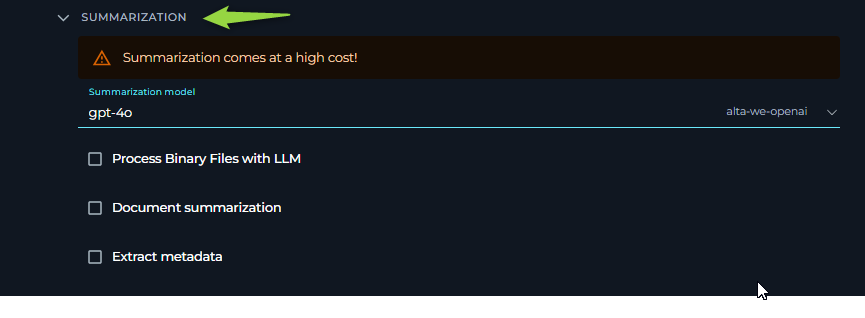 SUMMARIZATION
Summarization comes at a high cost!
Summarization model
gpt-4o alta-we-openai
Process Binary Files with LLM
Document summarization
Extract metadata